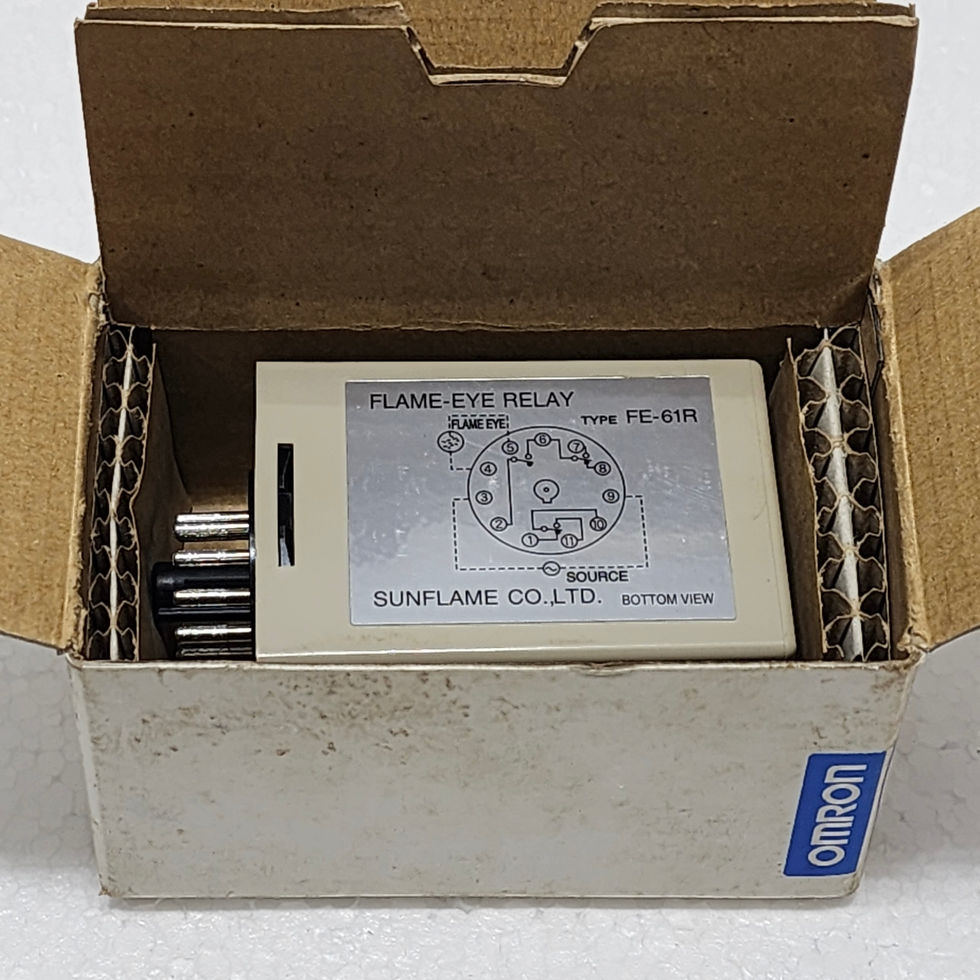 FLAME-EYE RELAY
TYPE FE-61R
FLAME EYE
6
5
7
4
8
3
9
2
10
1
11
SOURCE
SUNFLAME CO.,LTD.
BOTTOM VIEW
OMRON